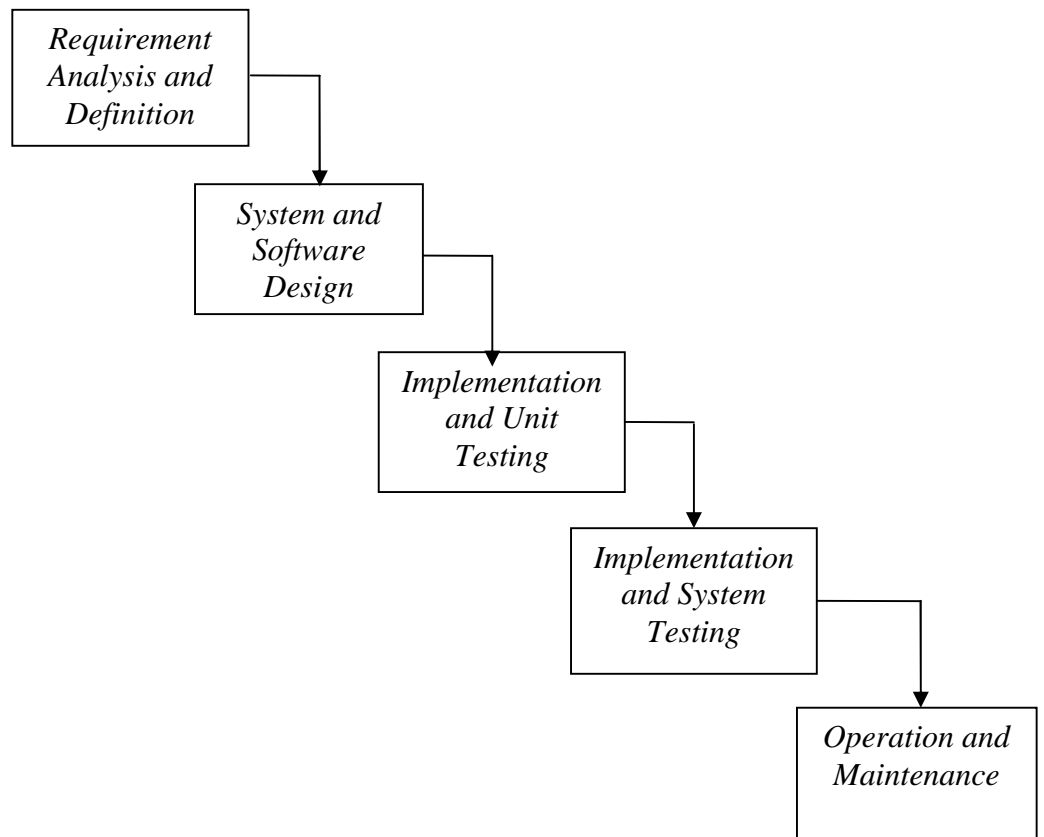 Requirement
Analysis and
Definition
System and
Software
Design
Implementation
and Unit
Testing
Implementation
and System
Testing
Operation and
Maintenance